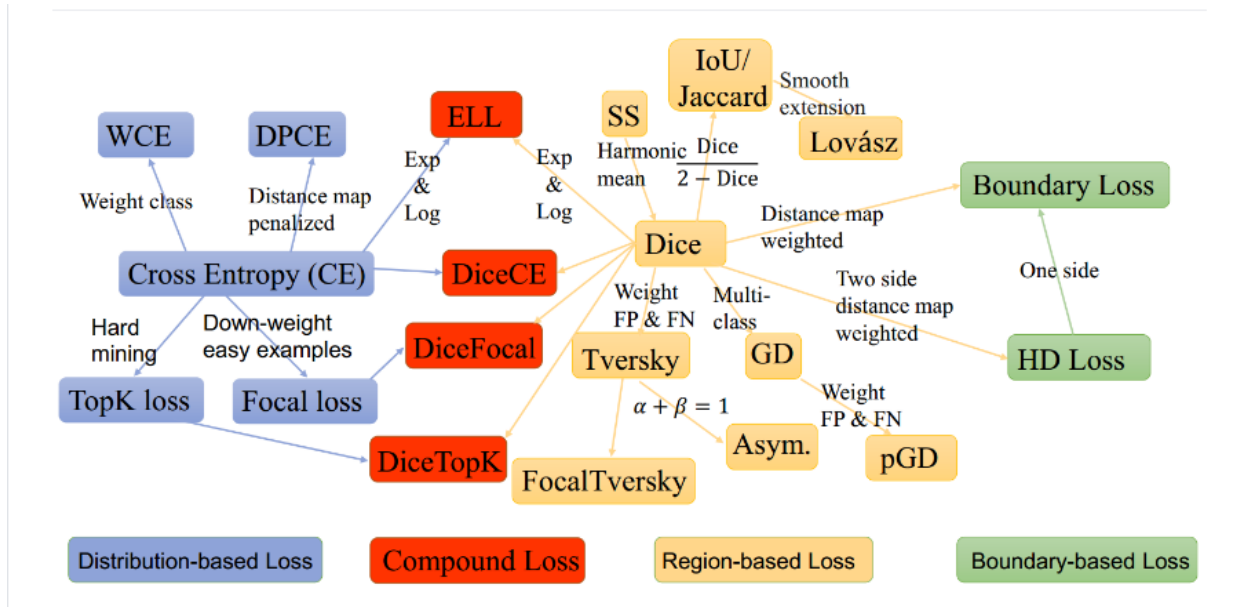 IoU/
Jaccard
Smooth
extension
WCE
DPCE
ELL
SS
Lovász
Harmonic
mean
Dice
2 − Dice
Weight class
Distance map
penalized
Exp
&
Log
Exp
&
Log
Boundary Loss
Distance map
weighted
Dice
Cross Entropy (CE)
DiceCE
One side
Two side
distance map
weighted
Weight
FP & FN
Multi-
class
Hard
mining
Down-weight
easy examples
DiceFocal
Tversky
GD
HD Loss
TopK loss
Focal loss
α + β = 1
Weight
FP & FN
DiceTopK
FocalTversky
Asym.
pGD
Distribution-based Loss
Compound Loss
Region-based Loss
Boundary-based Loss